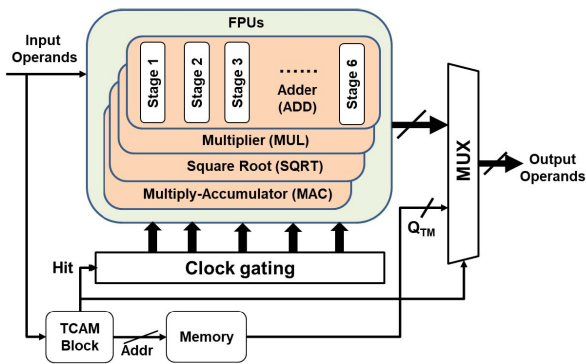 FPUs
Input
Operands
Stage 1
Stage 2
Stage 3
......
Stage 6
Adder
(ADD)
Multiplier (MUL)
Square Root (SQRT)
Multiply-Accumulator (MAC)
MUX
Output
Operands
QTM
Hit
Clock gating
TCAM
Block
Addr
Memory